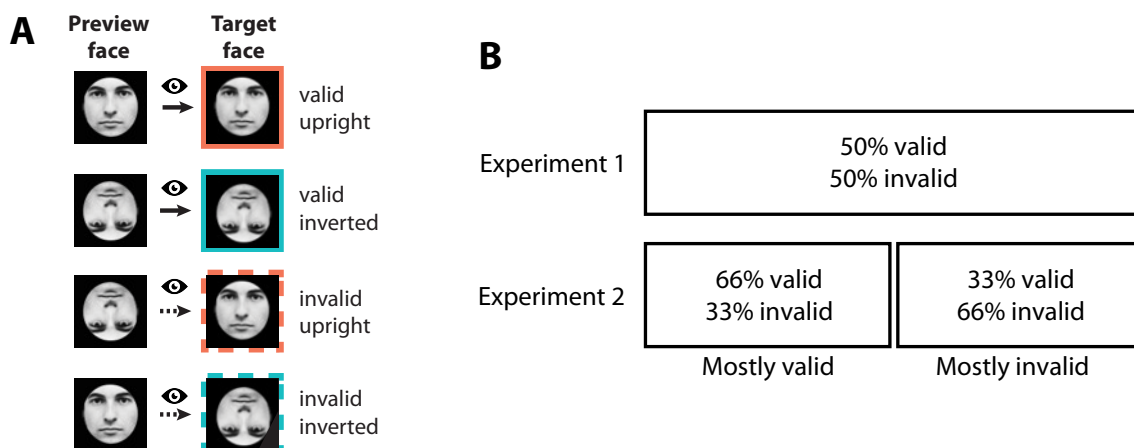 A
Preview
face
Target
face
valid
upright
valid
inverted
invalid
upright
invalid
inverted
B
Experiment 1
50% valid
50% invalid
Experiment 2
66% valid
33% invalid
33% valid
66% invalid
Mostly valid
Mostly invalid